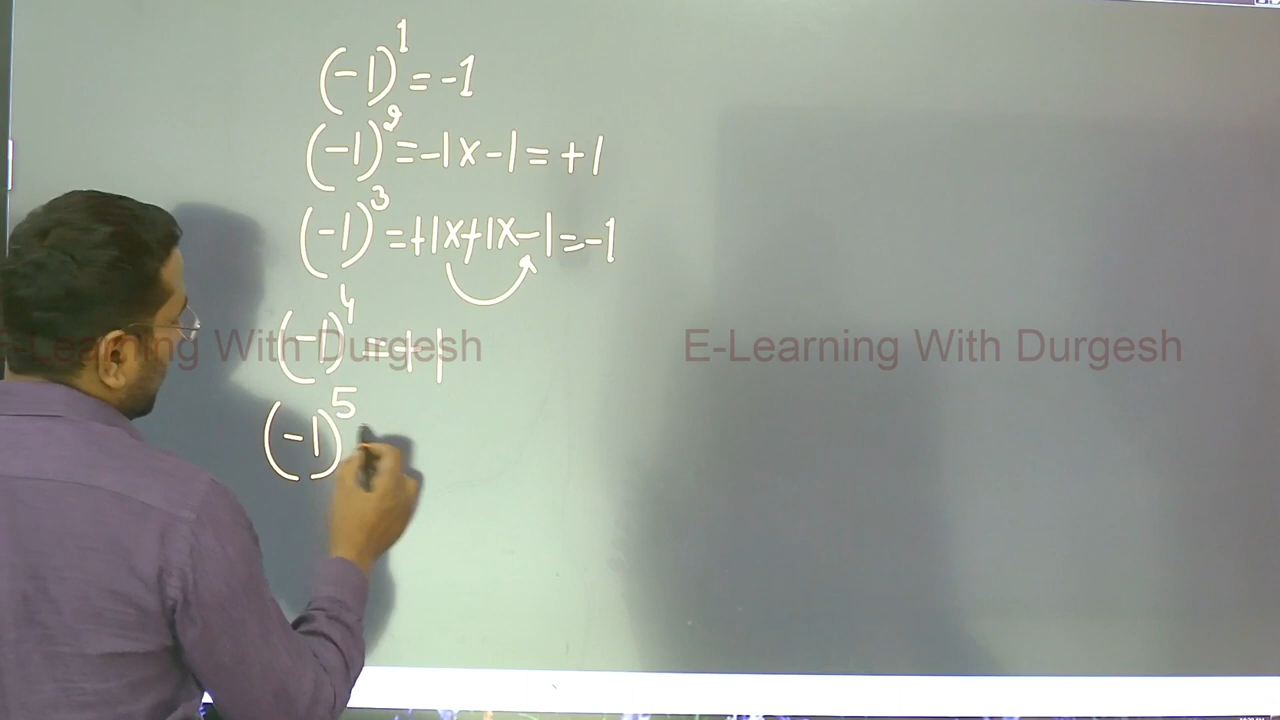 (-1)¹ = -1
(-1)² = -1 x -1 = +1
(-1)³ = +1 x +1 x -1 = -1
(-1)⁴ = +1
(-1)⁵
E-Learning With Durgesh
E-Learning With Durgesh